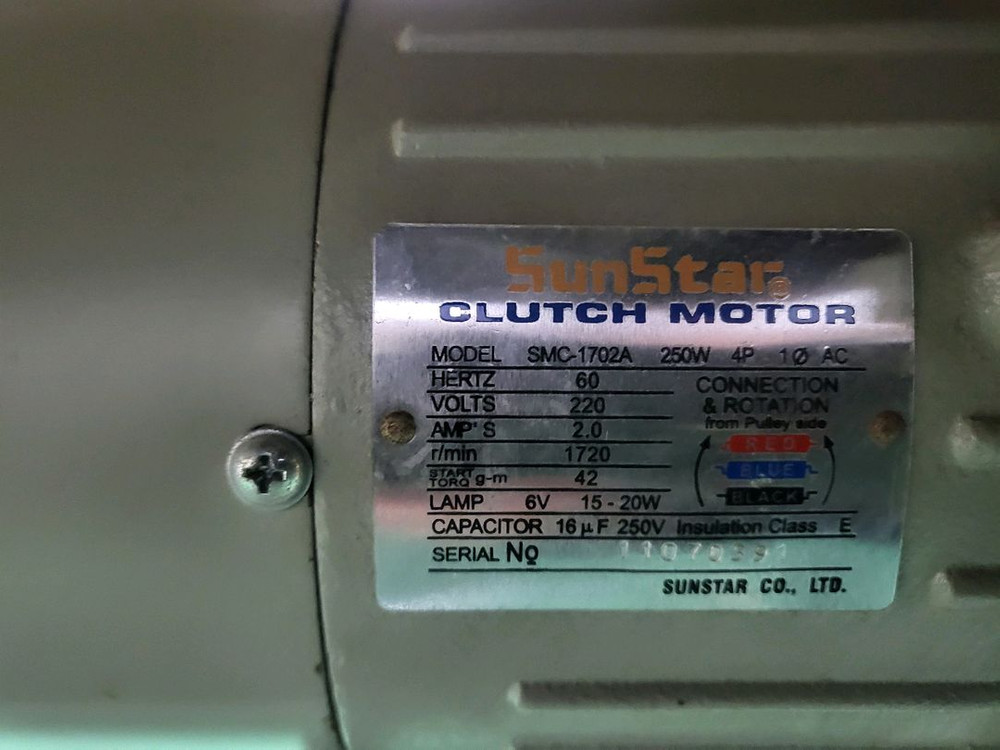 SunStar®
CLUTCH MOTOR
MODEL SMC-1702A 250W 4P 1Ø AC
HERTZ 60
VOLTS 220
AMP'S 2.0
r/min 1720
START TORQ g-m 42
LAMP 6V 15-20W
CONNECTION
& ROTATION
from Pulley side
RED
BLUE
BLACK
CAPACITOR 16µF 250V Insulation Class E
SERIAL No
SUNSTAR CO., LTD.